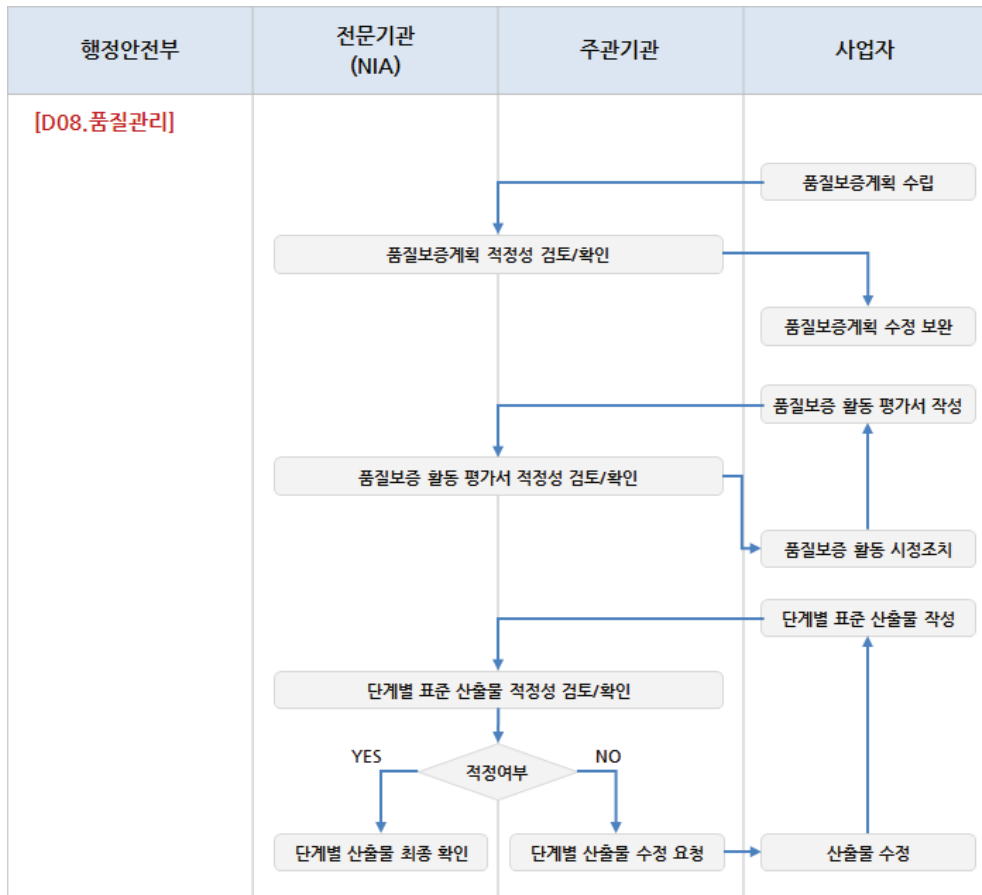 행정안전부
전문기관
(NIA)
주관기관
사업자
[D08.품질관리]
품질보증계획 수립
품질보증계획 적정성 검토/확인
품질보증계획 수정 보완
품질보증 활동 평가서 작성
품질보증 활동 평가서 적정성 검토/확인
품질보증 활동 시정조치
단계별 표준 산출물 작성
단계별 표준 산출물 적정성 검토/확인
YES
적정여부
NO
단계별 산출물 최종 확인
단계별 산출물 수정 요청
산출물 수정